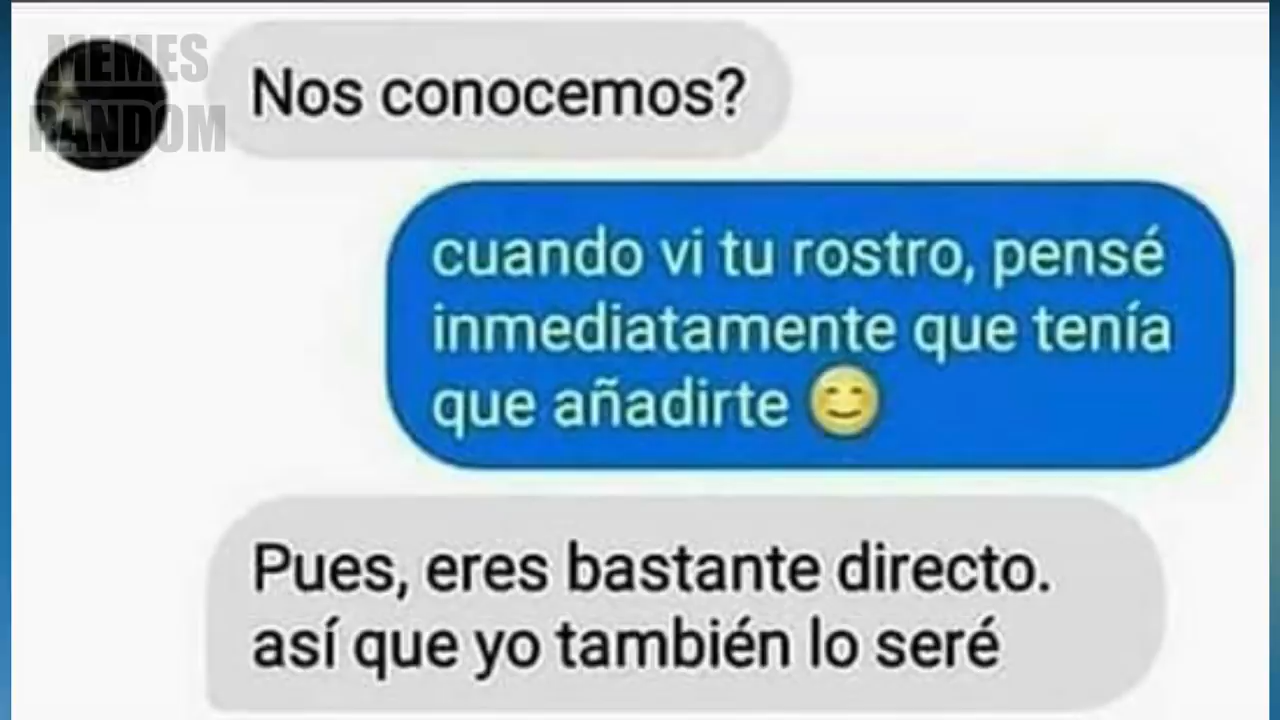 MEMES
RANDOM
Nos conocemos?
cuando vi tu rostro, pensé
inmediatamente que tenía
que añadirte 😊
Pues, eres bastante directo.
así que yo también lo seré